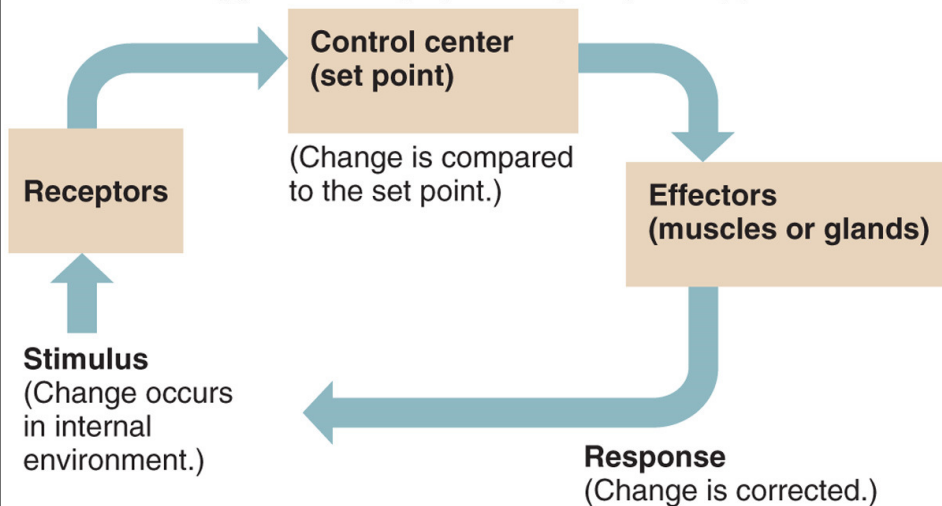 Control center
(set point)
(Change is compared
to the set point.)
Receptors
Effectors
(muscles or glands)
Stimulus
(Change occurs
in internal
environment.)
Response
(Change is corrected.)